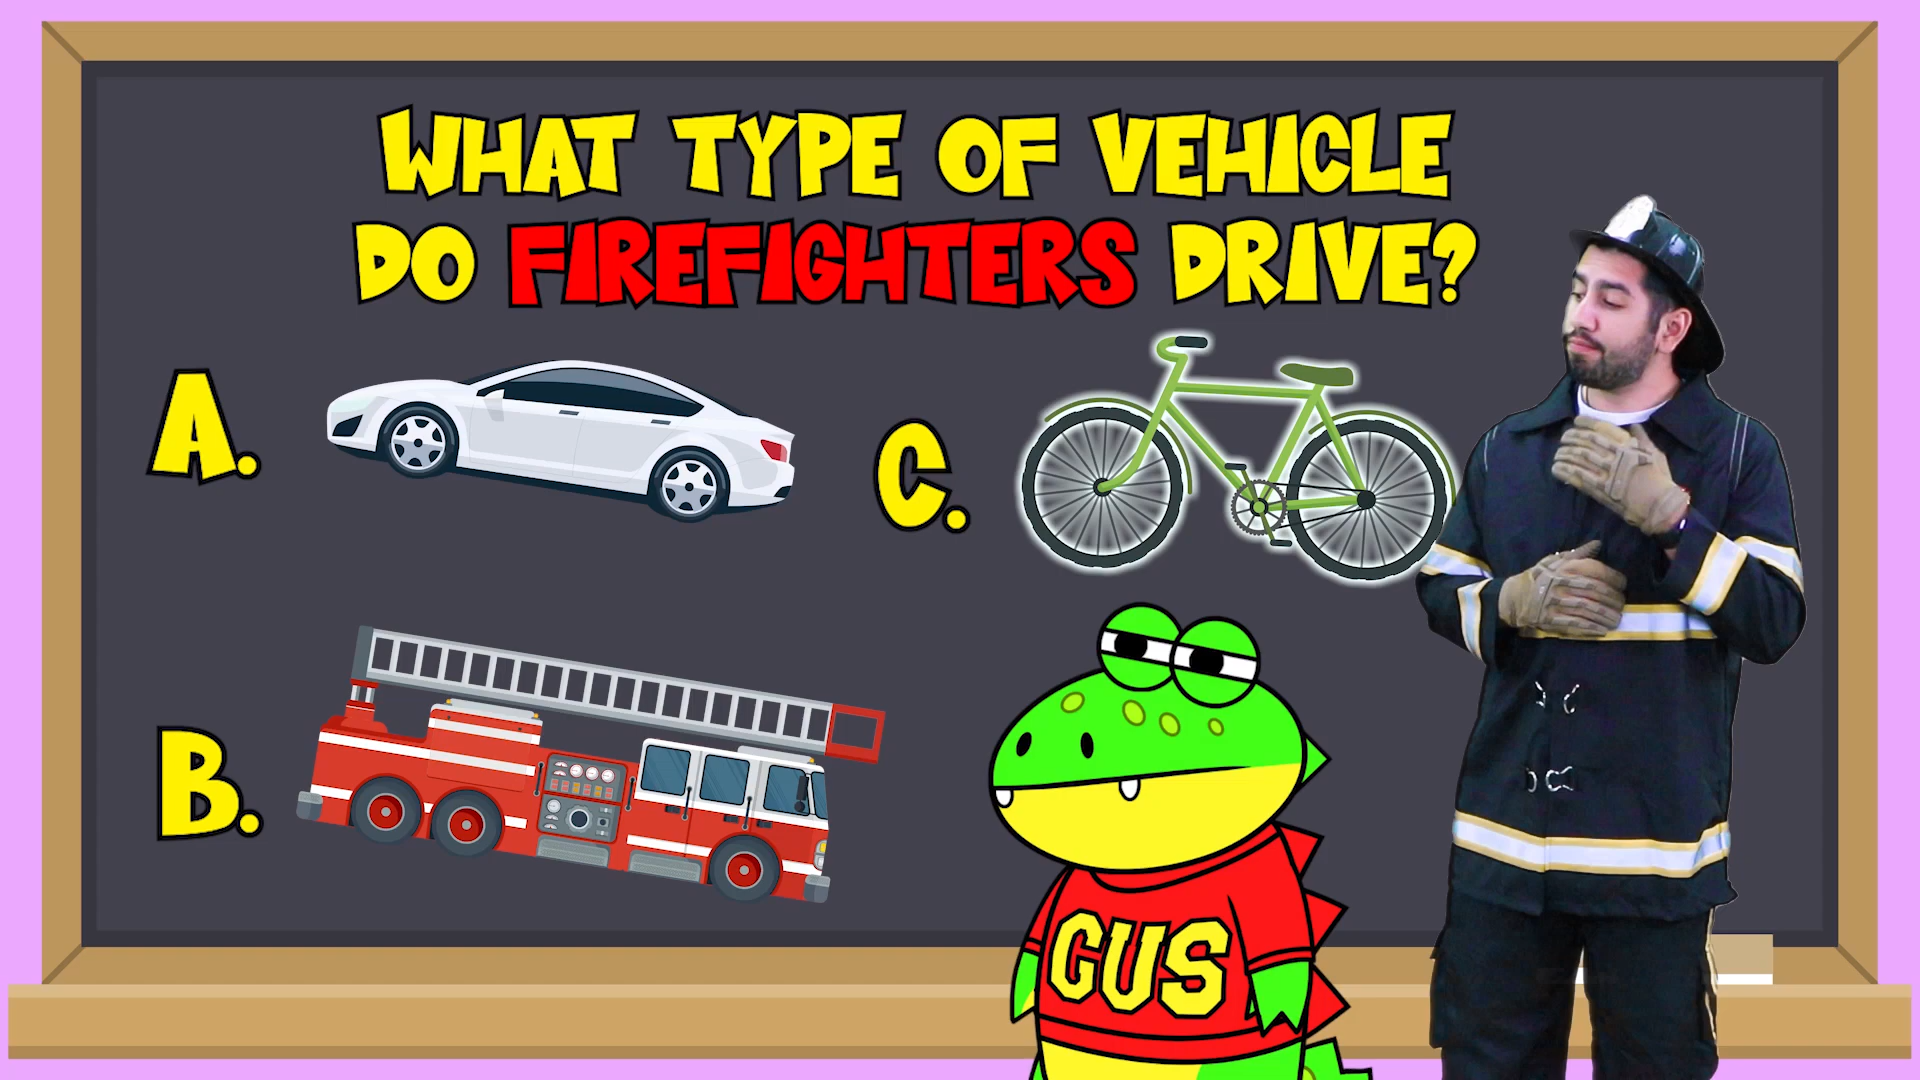 WHAT TYPE OF VEHICLE
DO FIREFIGHTERS DRIVE?
A.
C.
B.
GUS